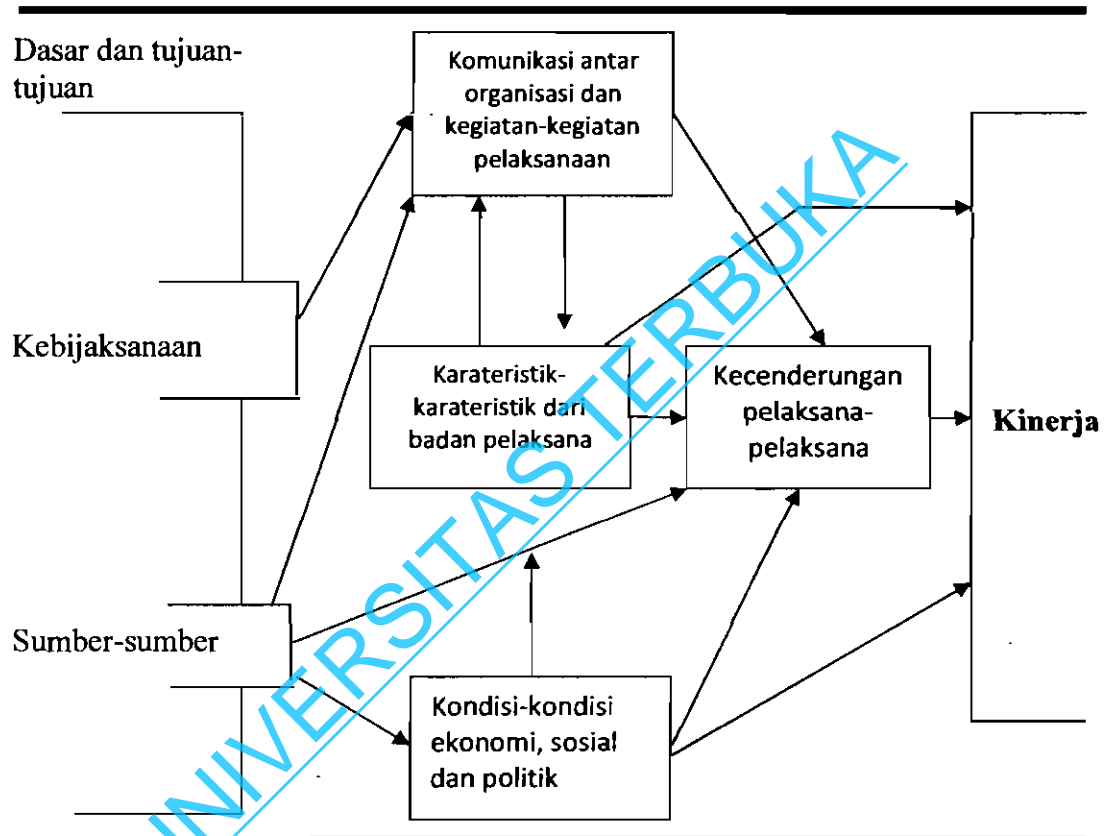 Dasar dan tujuan-
tujuan
Komunikasi antar
organisasi dan
kegiatan-kegiatan
pelaksanaan
Kebijaksanaan
Karateristik-
karateristik dari
badan pelaksana
Kecenderungan
pelaksana-
pelaksana
Kinerja
Sumber-sumber
Kondisi-kondisi
ekonomi, sosial
dan politik
UNIVERSITAS TERBUKA